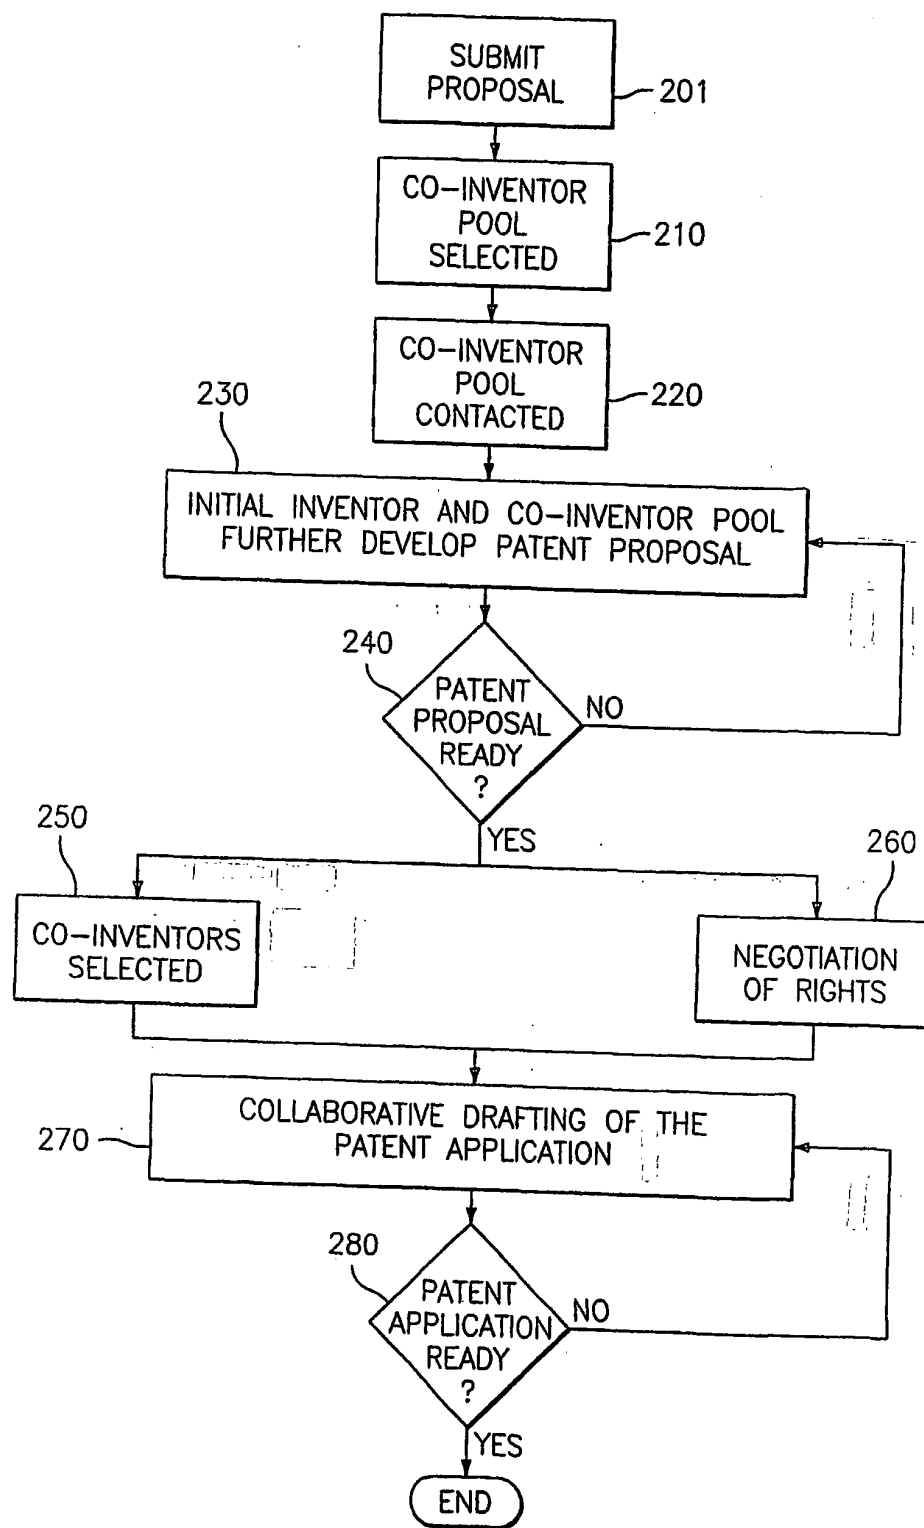 SUBMIT
PROPOSAL
201
CO-INVENTOR
POOL
SELECTED
210
CO-INVENTOR
POOL
CONTACTED
220
230
INITIAL INVENTOR AND CO-INVENTOR POOL
FURTHER DEVELOP PATENT PROPOSAL
240
PATENT
PROPOSAL
READY
?
NO
YES
250
CO-INVENTORS
SELECTED
260
NEGOTIATION
OF RIGHTS
270
COLLABORATIVE DRAFTING OF THE
PATENT APPLICATION
280
PATENT
APPLICATION
READY
?
NO
YES
END